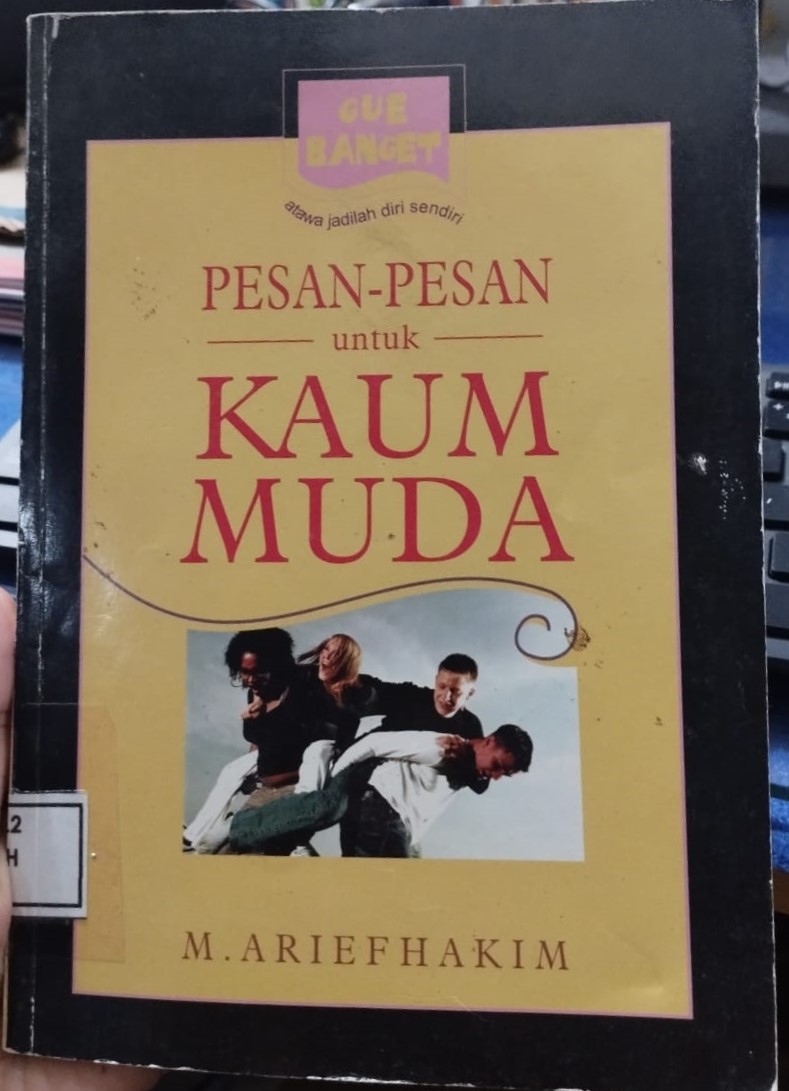 GUE
BANGET
atawa jadilah diri sendiri
PESAN-PESAN
untuk
KAUM
MUDA
M. ARIEFHAKIM
2
H